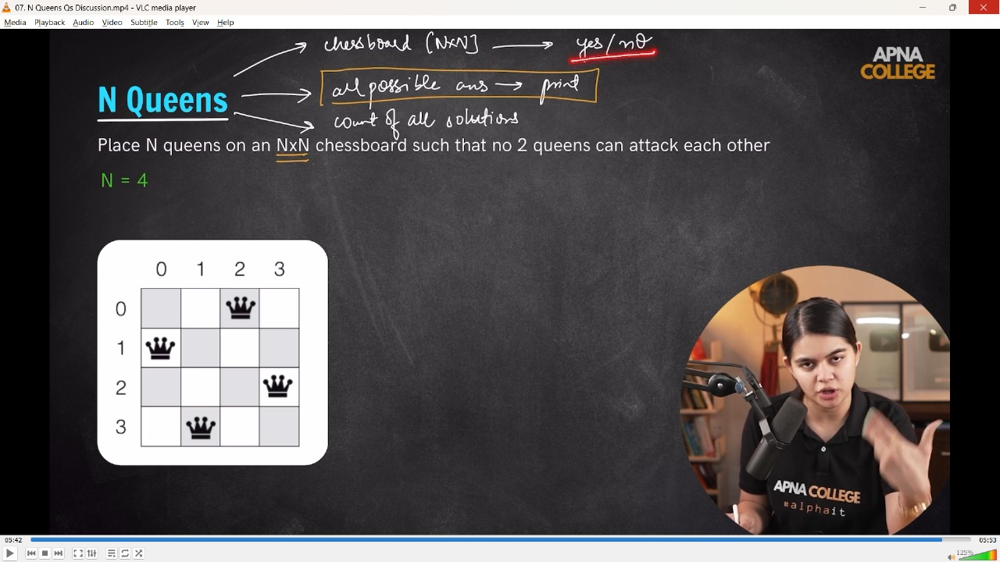 07. N Queens Qs Discussion.mp4 - VLC media player
Media Playback Audio Video Subtitle Tools View Help
chessboard [NxN] → yes/no
APNA
COLLEGE
all possible ans → print
N Queens
count of all solutions
Place N queens on an NxN chessboard such that no 2 queens can attack each other
N = 4
0 1 2 3
0
1
2
3
APNA COLLEGE
#alphait
05:42
05:53
125%